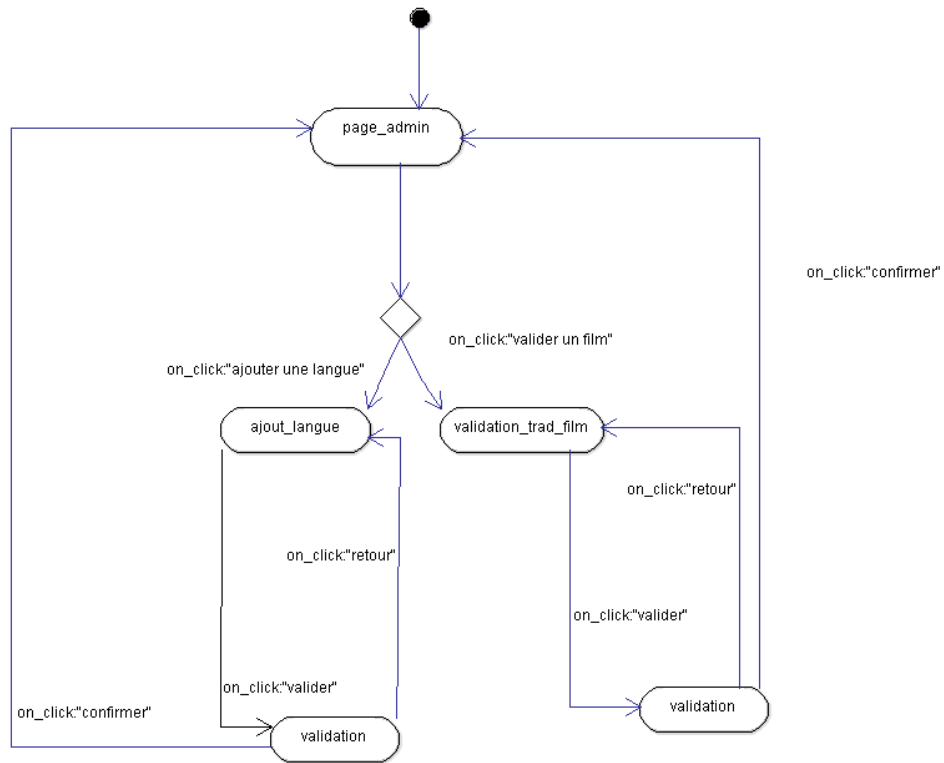 page_admin
on_click:"confirmer"
on_click:"valider un film"
on_click:"ajouter une langue"
ajout_langue
validation_trad_film
on_click:"retour"
on_click:"retour"
on_click:"valider"
on_click:"valider"
on_click:"confirmer"
validation
validation